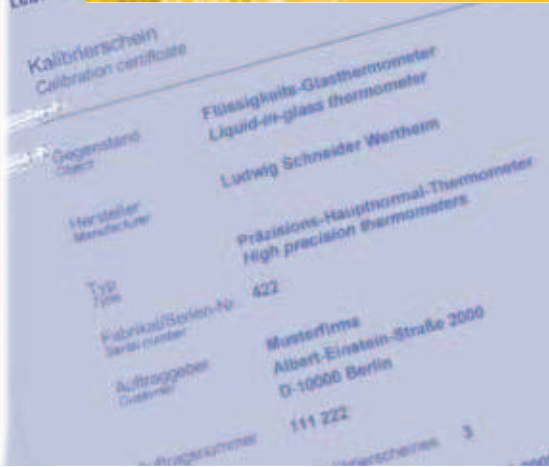 Kalibrierschein
Calibration certificate
Gegenstand
Object
Flüssigkeits-Glasthermometer
Liquid-in-glass thermometer
Hersteller
Manufacturer
Ludwig Schneider Wertheim
Typ
Type
Präzisions-Hauptnormal-Thermometer
High precision thermometers
Fabrikat/Serien-Nr.
Serial number
422
Auftraggeber
Customer
Musterfirma
Albert-Einstein-Straße 2000
D-10000 Berlin
111 222
3